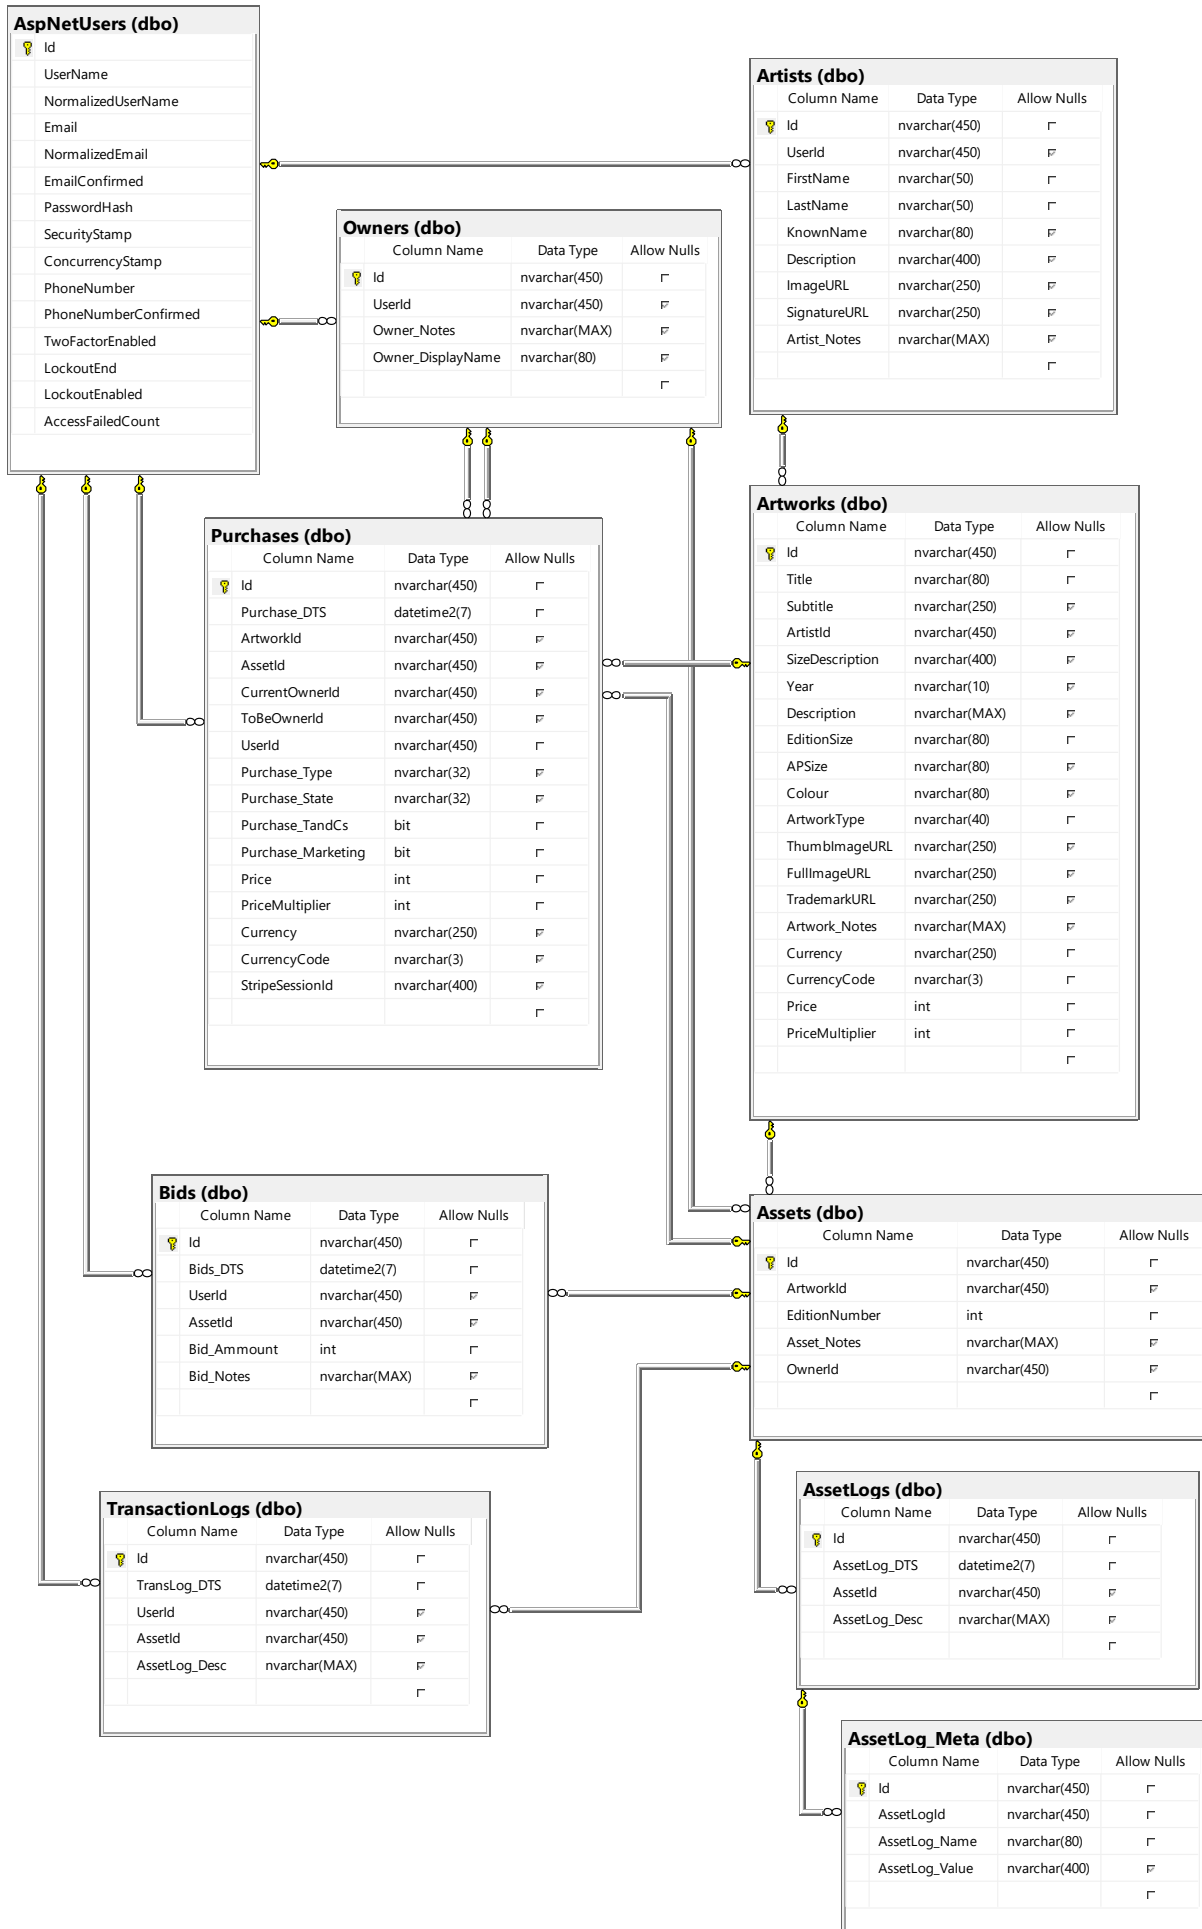 AspNetUsers (dbo)
Id
UserName
NormalizedUserName
Email
NormalizedEmail
EmailConfirmed
PasswordHash
SecurityStamp
ConcurrencyStamp
PhoneNumber
PhoneNumberConfirmed
TwoFactorEnabled
LockoutEnd
LockoutEnabled
AccessFailedCount
Artists (dbo)
Column Name Data Type Allow Nulls
Id nvarchar(450)
UserId nvarchar(450)
FirstName nvarchar(50)
LastName nvarchar(50)
KnownName nvarchar(80)
Description nvarchar(400)
ImageURL nvarchar(250)
SignatureURL nvarchar(250)
Artist_Notes nvarchar(MAX)
Owners (dbo)
Column Name Data Type Allow Nulls
Id nvarchar(450)
UserId nvarchar(450)
Owner_Notes nvarchar(MAX)
Owner_DisplayName nvarchar(80)
Purchases (dbo)
Column Name Data Type Allow Nulls
Id nvarchar(450)
Purchase_DTS datetime2(7)
ArtworkId nvarchar(450)
AssetId nvarchar(450)
CurrentOwnerId nvarchar(450)
ToBeOwnerId nvarchar(450)
UserId nvarchar(450)
Purchase_Type nvarchar(32)
Purchase_State nvarchar(32)
Purchase_TandCs bit
Purchase_Marketing bit
Price int
PriceMultiplier int
Currency nvarchar(250)
CurrencyCode nvarchar(3)
StripeSessionId nvarchar(400)
Artworks (dbo)
Column Name Data Type Allow Nulls
Id nvarchar(450)
Title nvarchar(80)
Subtitle nvarchar(250)
ArtistId nvarchar(450)
SizeDescription nvarchar(400)
Year nvarchar(10)
Description nvarchar(MAX)
EditionSize nvarchar(80)
APSize nvarchar(80)
Colour nvarchar(80)
ArtworkType nvarchar(40)
ThumbImageURL nvarchar(250)
FullImageURL nvarchar(250)
TrademarkURL nvarchar(250)
Artwork_Notes nvarchar(MAX)
Currency nvarchar(250)
CurrencyCode nvarchar(3)
Price int
PriceMultiplier int
Bids (dbo)
Column Name Data Type Allow Nulls
Id nvarchar(450)
Bids_DTS datetime2(7)
UserId nvarchar(450)
AssetId nvarchar(450)
Bid_Ammount int
Bid_Notes nvarchar(MAX)
Assets (dbo)
Column Name Data Type Allow Nulls
Id nvarchar(450)
ArtworkId nvarchar(450)
EditionNumber int
Asset_Notes nvarchar(MAX)
OwnerId nvarchar(450)
TransactionLogs (dbo)
Column Name Data Type Allow Nulls
Id nvarchar(450)
TransLog_DTS datetime2(7)
UserId nvarchar(450)
AssetId nvarchar(450)
AssetLog_Desc nvarchar(MAX)
AssetLogs (dbo)
Column Name Data Type Allow Nulls
Id nvarchar(450)
AssetLog_DTS datetime2(7)
AssetId nvarchar(450)
AssetLog_Desc nvarchar(MAX)
AssetLog_Meta (dbo)
Column Name Data Type Allow Nulls
Id nvarchar(450)
AssetLogId nvarchar(450)
AssetLog_Name nvarchar(80)
AssetLog_Value nvarchar(400)